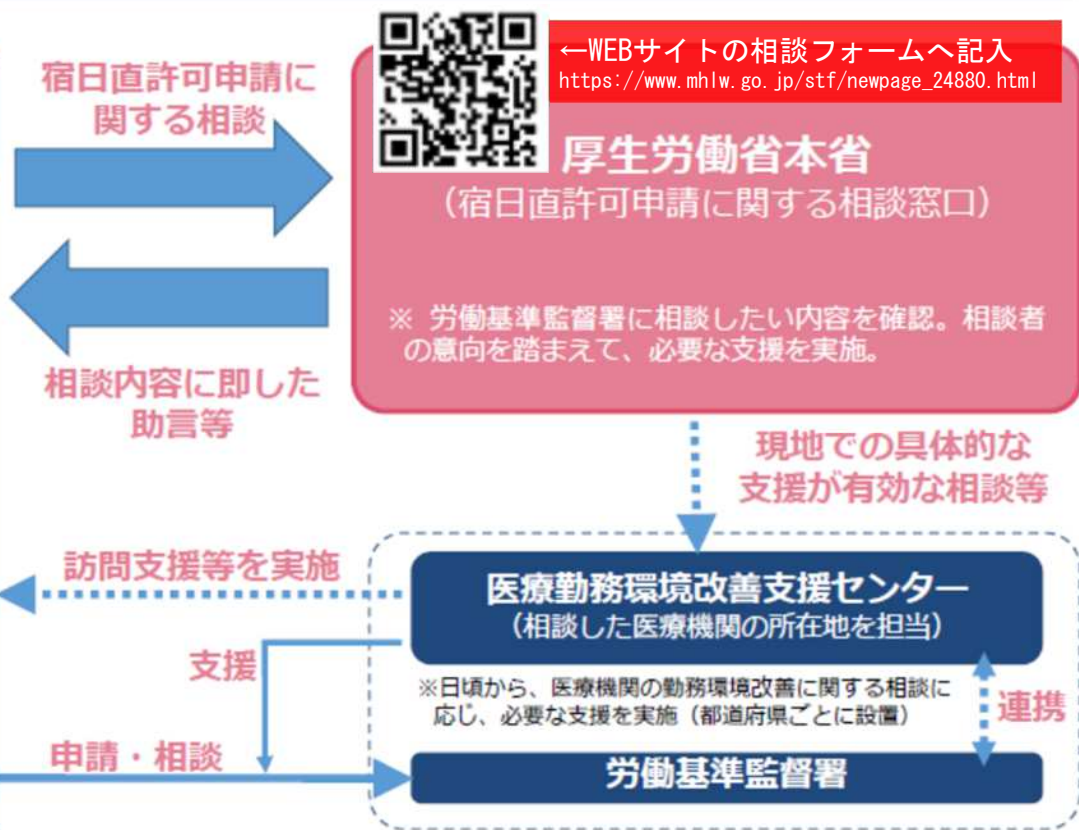 ←WEBサイトの相談フォームへ記入
https://www.mhlw.go.jp/stf/newpage_24880.html
宿日直許可申請に
関する相談
厚生労働省本省
（宿日直許可申請に関する相談窓口）
※ 労働基準監督署に相談したい内容を確認。相談者
の意向を踏まえて、必要な支援を実施。
相談内容に即した
助言等
現地での具体的な
支援が有効な相談等
訪問支援等を実施
医療勤務環境改善支援センター
（相談した医療機関の所在地を担当）
支援
※日頃から、医療機関の勤務環境改善に関する相談に
応じ、必要な支援を実施（都道府県ごとに設置）
連携
申請・相談
労働基準監督署